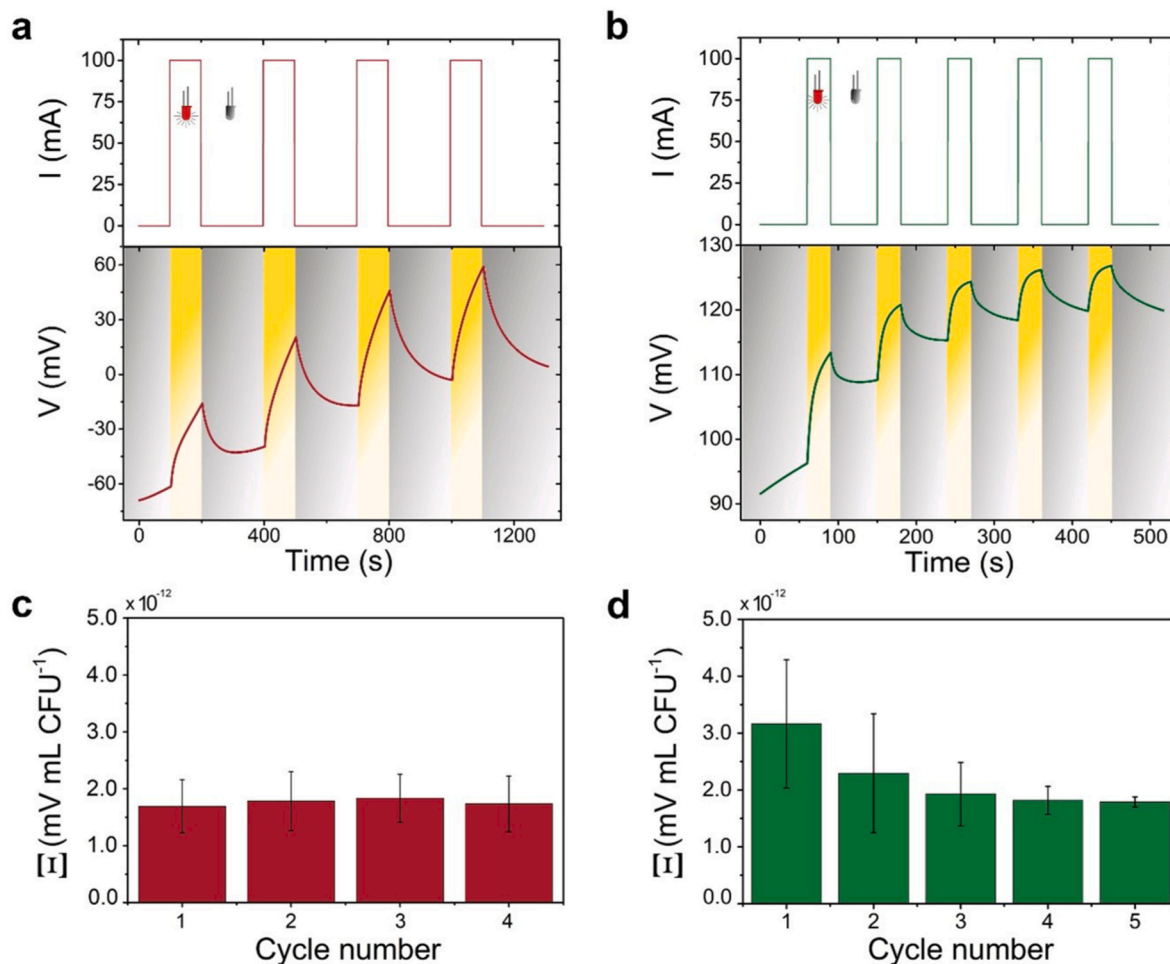 a
I (mA)
100
75
50
25
0
V (mV)
60
30
0
-30
-60
0 400 800 1200
Time (s)
b
I (mA)
100
75
50
25
0
V (mV)
130
120
110
100
90
0 100 200 300 400 500
Time (s)
c
x 10-12
Ξ (mV mL CFU-1)
5.0
4.0
3.0
2.0
1.0
0.0
1 2 3 4
Cycle number
d
x10-12
Ξ (mV mL CFU-1)
5.0
4.0
3.0
2.0
1.0
0.0
1 2 3 4 5
Cycle number